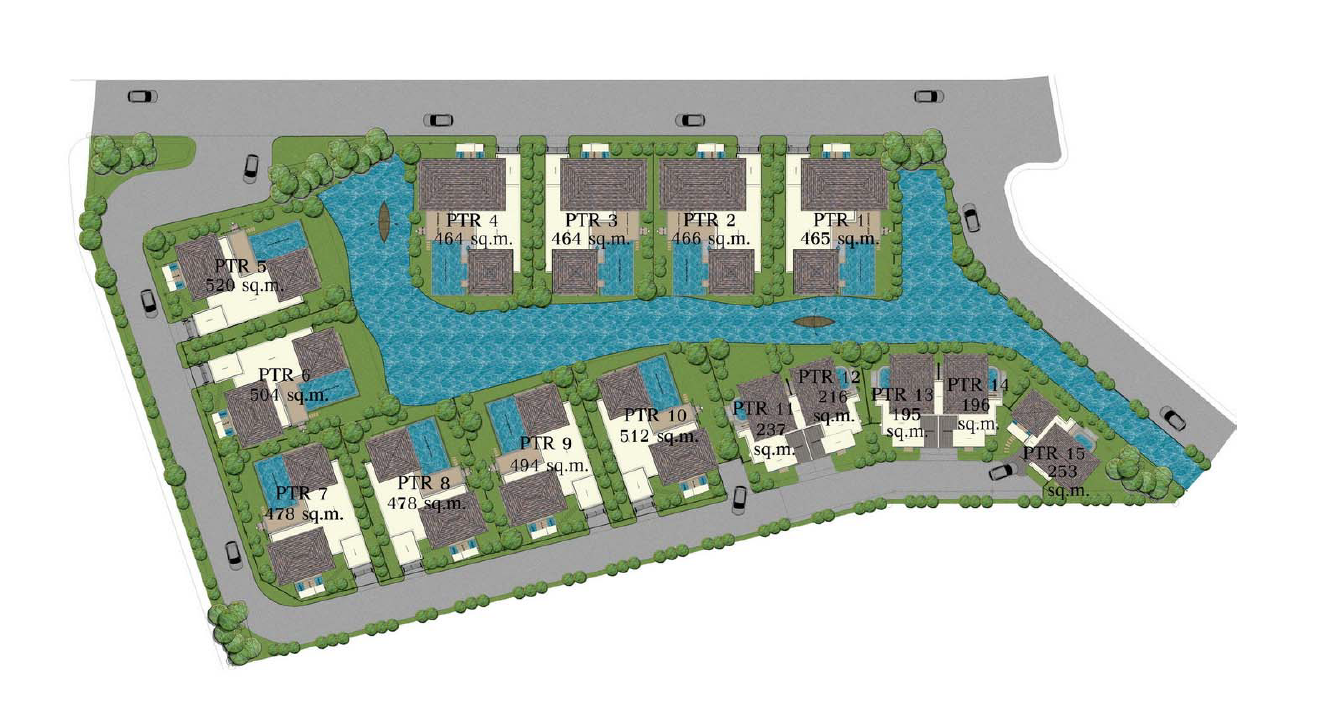 PTR 4
464 sq.m.
PTR 3
464 sq.m.
PTR 2
466 sq.m.
PTR 1
465 sq.m.
PTR 5
520 sq.m.
PTR 6
504 sq.m.
PTR 7
478 sq.m.
PTR 8
478 sq.m.
PTR 9
494 sq.m.
PTR 10
512 sq.m.
PTR 11
237
sq.m.
PTR 12
216
sq.m.
PTR 13
195
sq.m.
PTR 14
196
sq.m.
PTR 15
253
sq.m.